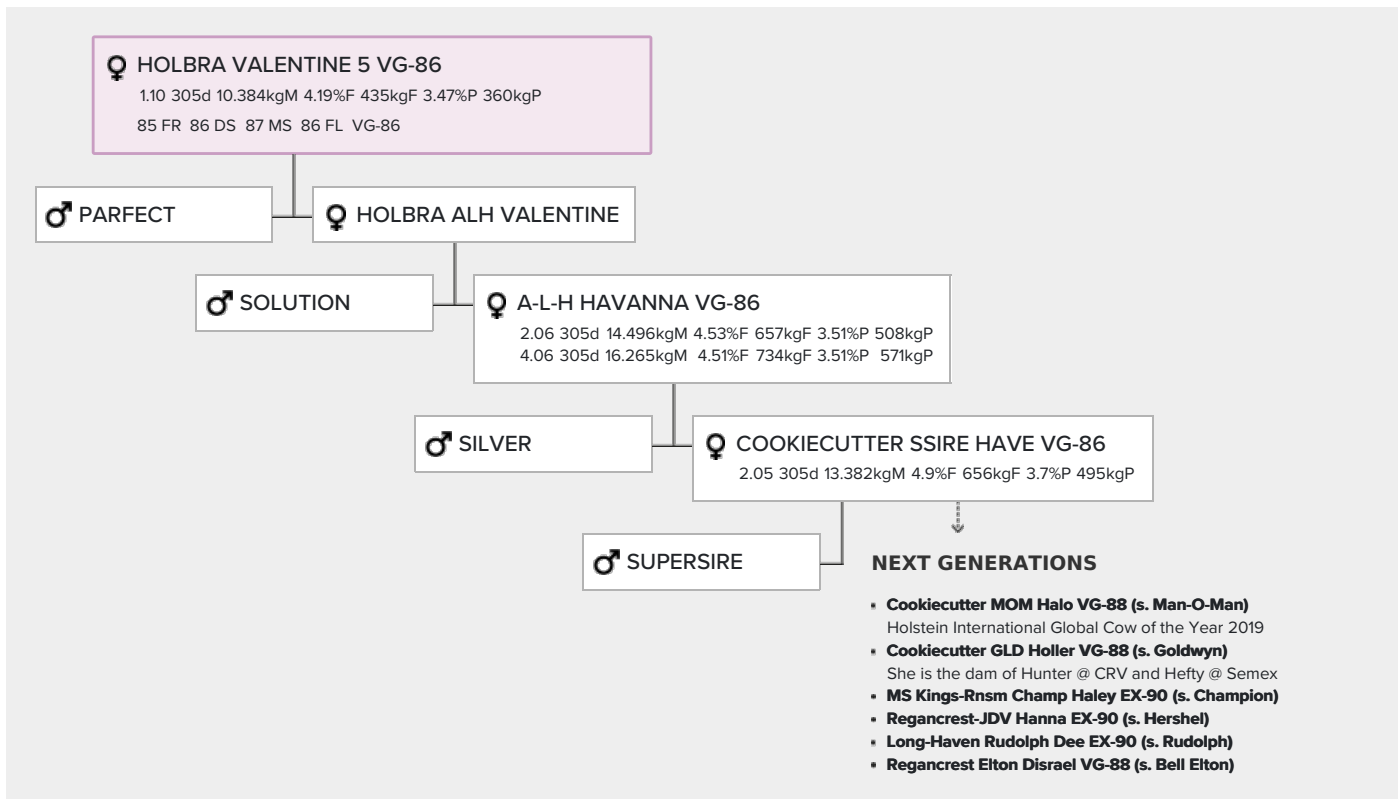 HOLBRA VALENTINE 5 VG-86
1.10 305d 10.384kgM 4.19%F 435kgF 3.47%P 360kgP
85 FR 86 DS 87 MS 86 FL VG-86
PARFECT
HOLBRA ALH VALENTINE
SOLUTION
A-L-H HAVANNA VG-86
2.06 305d 14.496kgM 4.53%F 657kgF 3.51%P 508kgP
4.06 305d 16.265kgM 4.51%F 734kgF 3.51%P 571kgP
SILVER
COOKIECUTTER SSIRE HAVE VG-86
2.05 305d 13.382kgM 4.9%F 656kgF 3.7%P 495kgP
SUPERSIRE
NEXT GENERATIONS
Cookiecutter MOM Halo VG-88 (s. Man-O-Man)
Holstein International Global Cow of the Year 2019
Cookiecutter GLD Holler VG-88 (s. Goldwyn)
She is the dam of Hunter @ CRV and Hefty @ Semex
MS Kings-Rnsm Champ Haley EX-90 (s. Champion)
Regancrest-JDV Hanna EX-90 (s. Hershel)
Long-Haven Rudolph Dee EX-90 (s. Rudolph)
Regancrest Elton Disrael VG-88 (s. Bell Elton)